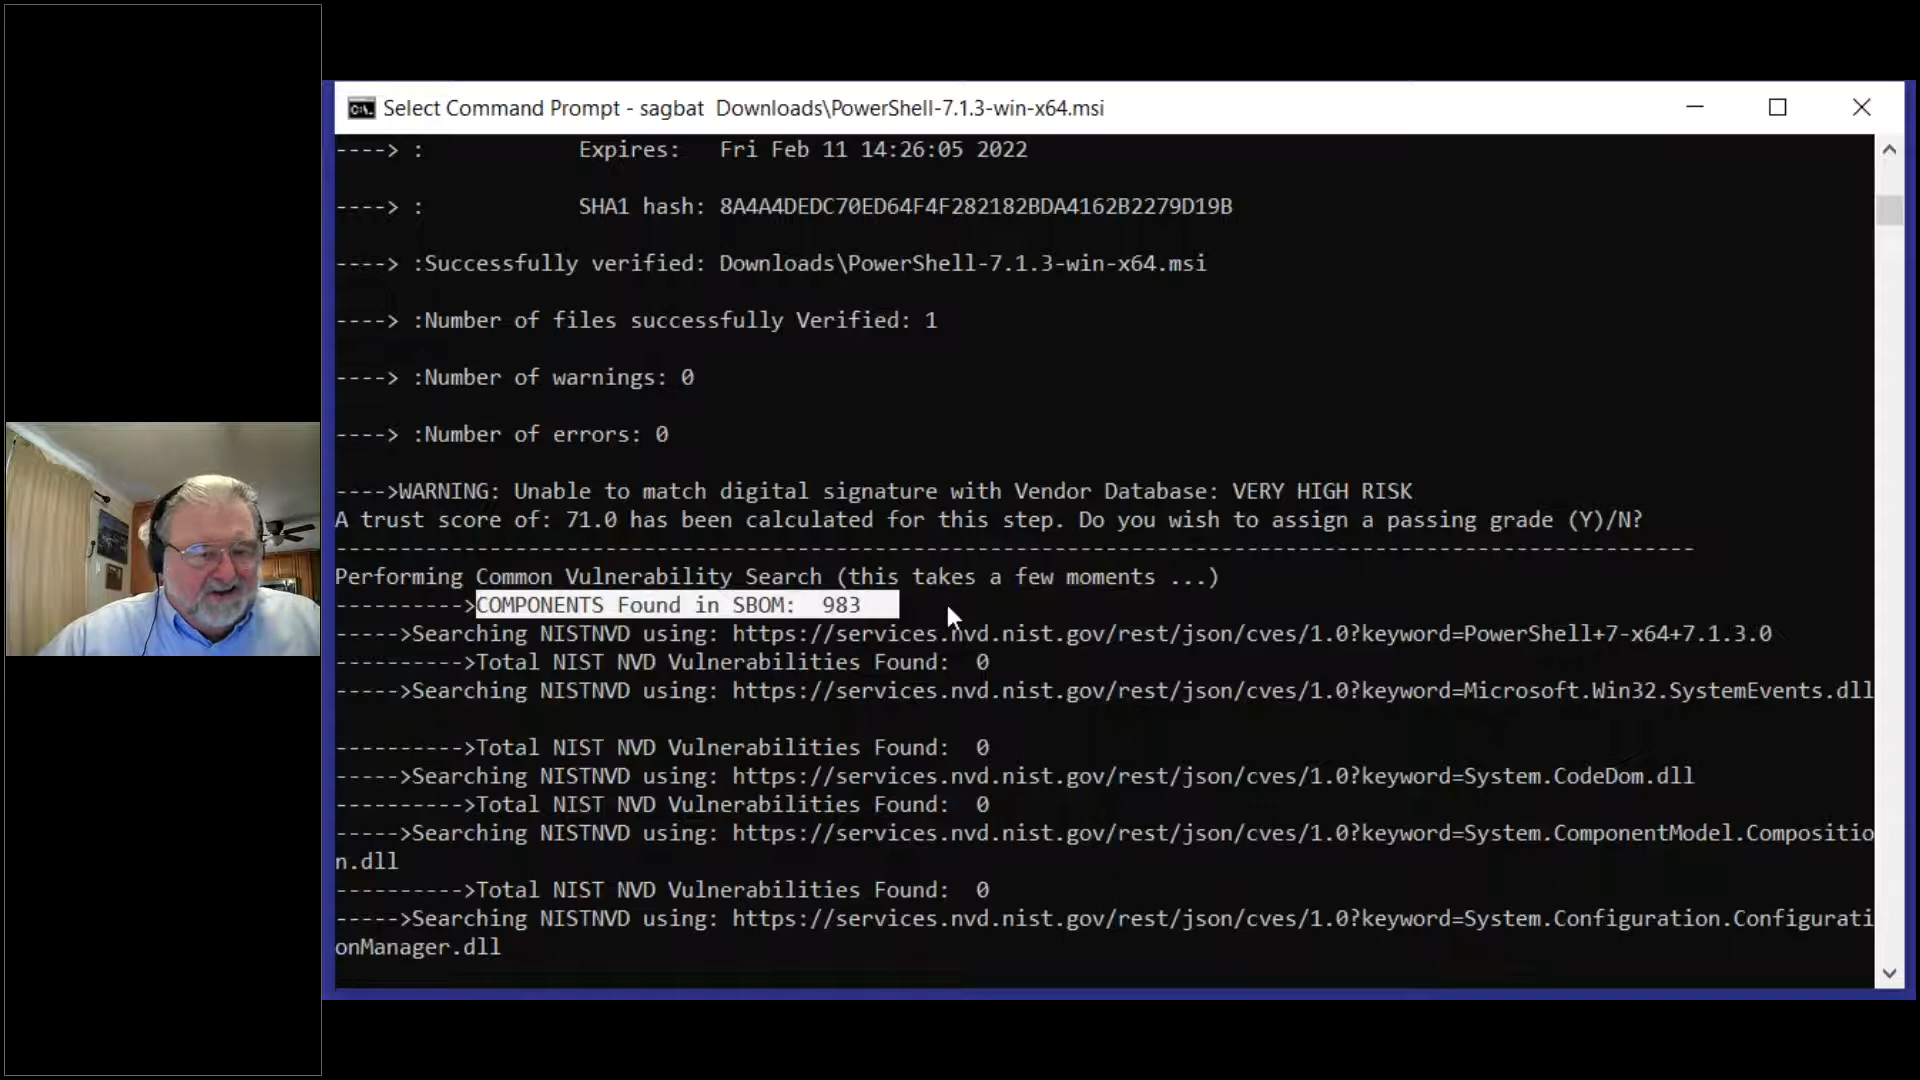 Select Command Prompt - sagbat  Downloads\PowerShell-7.1.3-win-x64.msi
----> :            Expires:   Fri Feb 11 14:26:05 2022
----> :            SHA1 hash: 8A4A4DEDC70ED64F4F282182BDA4162B2279D19B
----> :Successfully verified: Downloads\PowerShell-7.1.3-win-x64.msi
----> :Number of files successfully Verified: 1
----> :Number of warnings: 0
----> :Number of errors: 0
---->WARNING: Unable to match digital signature with Vendor Database: VERY HIGH RISK
A trust score of: 71.0 has been calculated for this step. Do you wish to assign a passing grade (Y)/N?
----------------------------------------------------------------------------------------------------------
Performing Common Vulnerability Search (this takes a few moments ...)
---------->COMPONENTS Found in SBOM:  983
----->Searching NISTNVD using: https://services.nvd.nist.gov/rest/json/cves/1.0?keyword=PowerShell+7-x64+7.1.3.0
---------->Total NIST NVD Vulnerabilities Found:  0
----->Searching NISTNVD using: https://services.nvd.nist.gov/rest/json/cves/1.0?keyword=Microsoft.Win32.SystemEvents.dll
---------->Total NIST NVD Vulnerabilities Found:  0
----->Searching NISTNVD using: https://services.nvd.nist.gov/rest/json/cves/1.0?keyword=System.CodeDom.dll
---------->Total NIST NVD Vulnerabilities Found:  0
----->Searching NISTNVD using: https://services.nvd.nist.gov/rest/json/cves/1.0?keyword=System.ComponentModel.Compositio
n.dll
---------->Total NIST NVD Vulnerabilities Found:  0
----->Searching NISTNVD using: https://services.nvd.nist.gov/rest/json/cves/1.0?keyword=System.Configuration.Configurati
onManager.dll